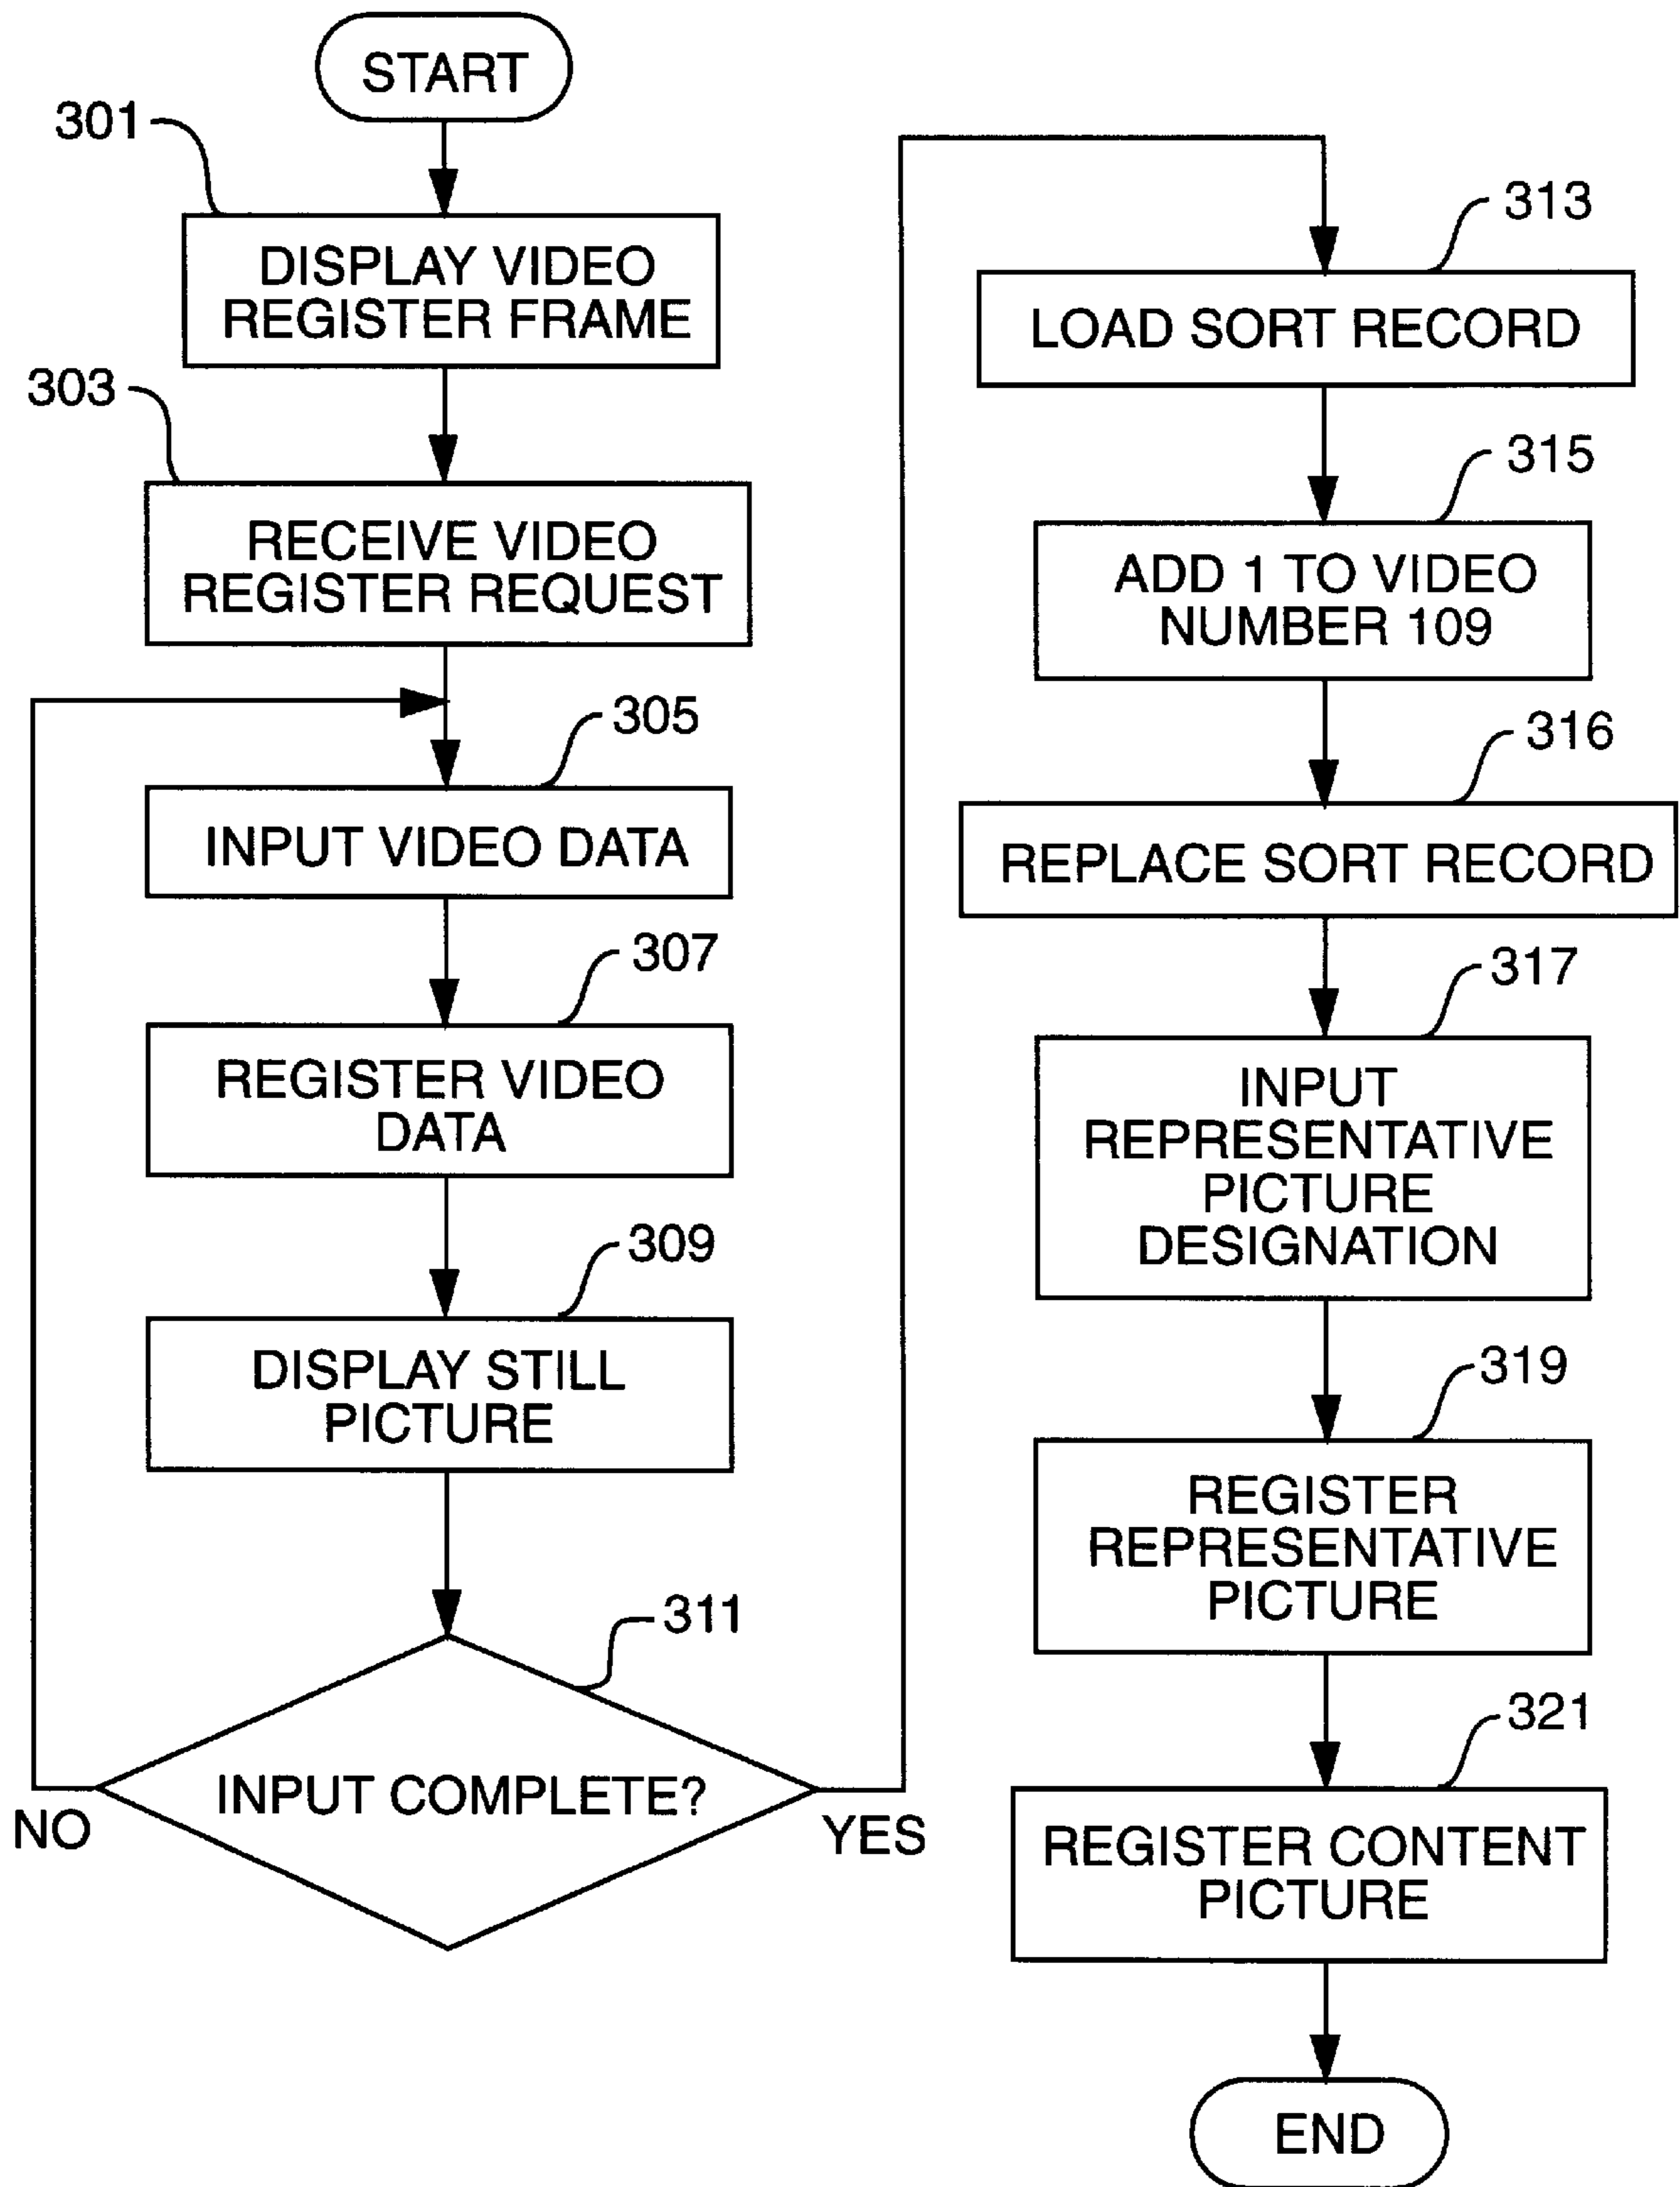 START
301
DISPLAY VIDEO
REGISTER FRAME
303
RECEIVE VIDEO
REGISTER REQUEST
305
INPUT VIDEO DATA
307
REGISTER VIDEO
DATA
309
DISPLAY STILL
PICTURE
311
INPUT COMPLETE?
NO
YES
313
LOAD SORT RECORD
315
ADD 1 TO VIDEO
NUMBER 109
316
REPLACE SORT RECORD
317
INPUT
REPRESENTATIVE
PICTURE
DESIGNATION
319
REGISTER
REPRESENTATIVE
PICTURE
321
REGISTER CONTENT
PICTURE
END